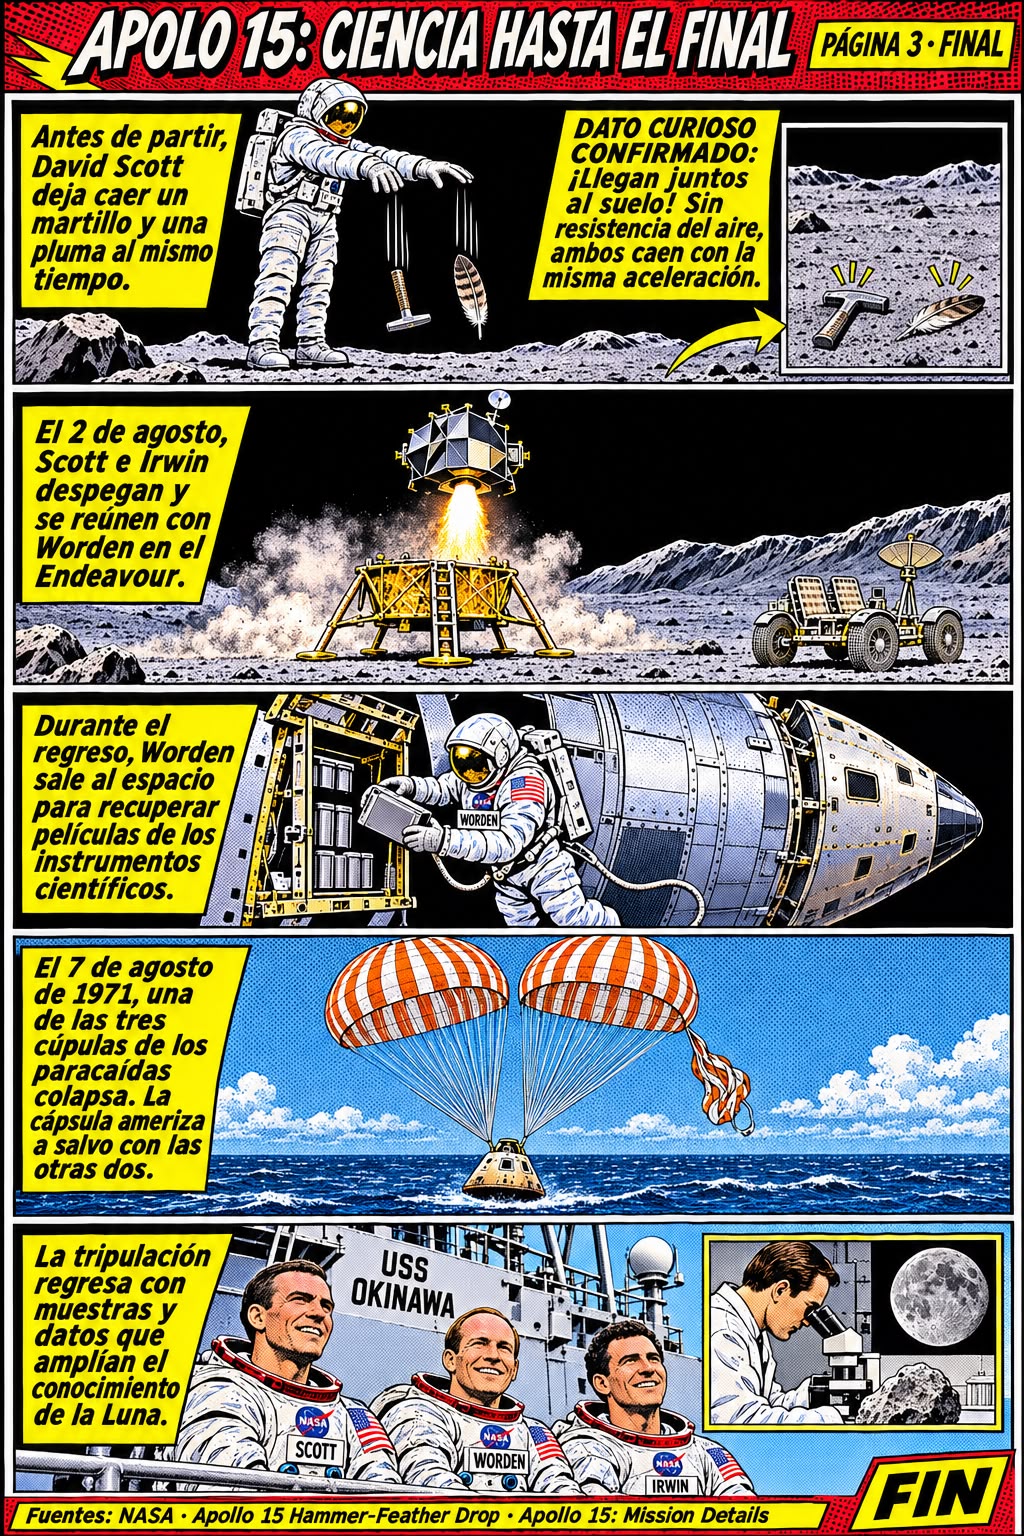 APOLO 15: CIENCIA HASTA EL FINAL
PÁGINA 3 · FINAL
Antes de partir,
David Scott
deja caer un
martillo y una
pluma al mismo
tiempo.
DATO CURIOSO
CONFIRMADO:
¡Llegan juntos
al suelo! Sin
resistencia del aire,
ambos caen con la
misma aceleración.
El 2 de agosto,
Scott e Irwin
despegan y
se reúnen con
Worden en el
Endeavour.
Durante el
regreso, Worden
sale al espacio
para recuperar
películas de los
instrumentos
científicos.
NASA
WORDEN
El 7 de agosto
de 1971, una
de las tres
cúpulas de los
paracaídas
colapsa. La
cápsula ameriza
a salvo con las
otras dos.
La tripulación
regresa con
muestras y
datos que
amplían el
conocimiento
de la Luna.
USS
OKINAWA
NASA
SCOTT
NASA
WORDEN
NASA
IRWIN
FIN
Fuentes: NASA · Apollo 15 Hammer-Feather Drop · Apollo 15: Mission Details